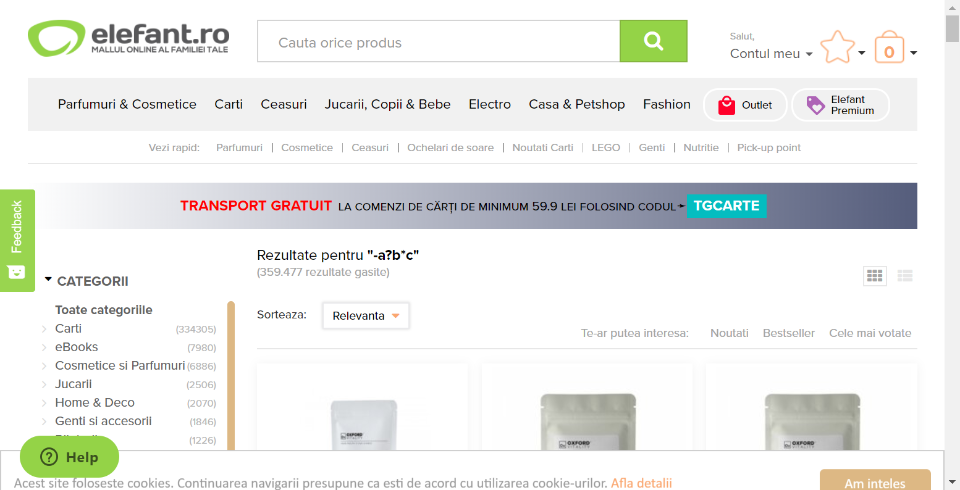 elefant.ro
MALLUL ONLINE AL FAMILIEI TALE
Cauta orice produs
Salut,
Contul meu
0
Parfumuri & Cosmetice Carti Ceasuri Jucarii, Copii & Bebe Electro Casa & Petshop Fashion Outlet Elefant Premium
Vezi rapid: Parfumuri | Cosmetice | Ceasuri | Ochelari de soare | Noutati Carti | LEGO | Genti | Nutritie | Pick-up point
TRANSPORT GRATUIT LA COMENZI DE CĂRȚI DE MINIMUM 59.9 LEI FOLOSIND CODUL TGCARTE
Feedback
Rezultate pentru "-a?b*c"
(359.477 rezultate gasite)
CATEGORII
Sorteaza: Relevanta
Te-ar putea interesa: Noutati Bestseller Cele mai votate
Toate categoriile
Carti (334305)
eBooks (7980)
Cosmetice si Parfumuri (6886)
Jucarii (2506)
Home & Deco (2070)
Genti si accesorii (1846)
(1226)
OXFORD
VITALITY
OXFORD
VITALITY
OXFORD
VITALITY
Help
Acest site foloseste cookies. Continuarea navigarii presupune ca esti de acord cu utilizarea cookie-urilor. Afla detalii
Am inteles